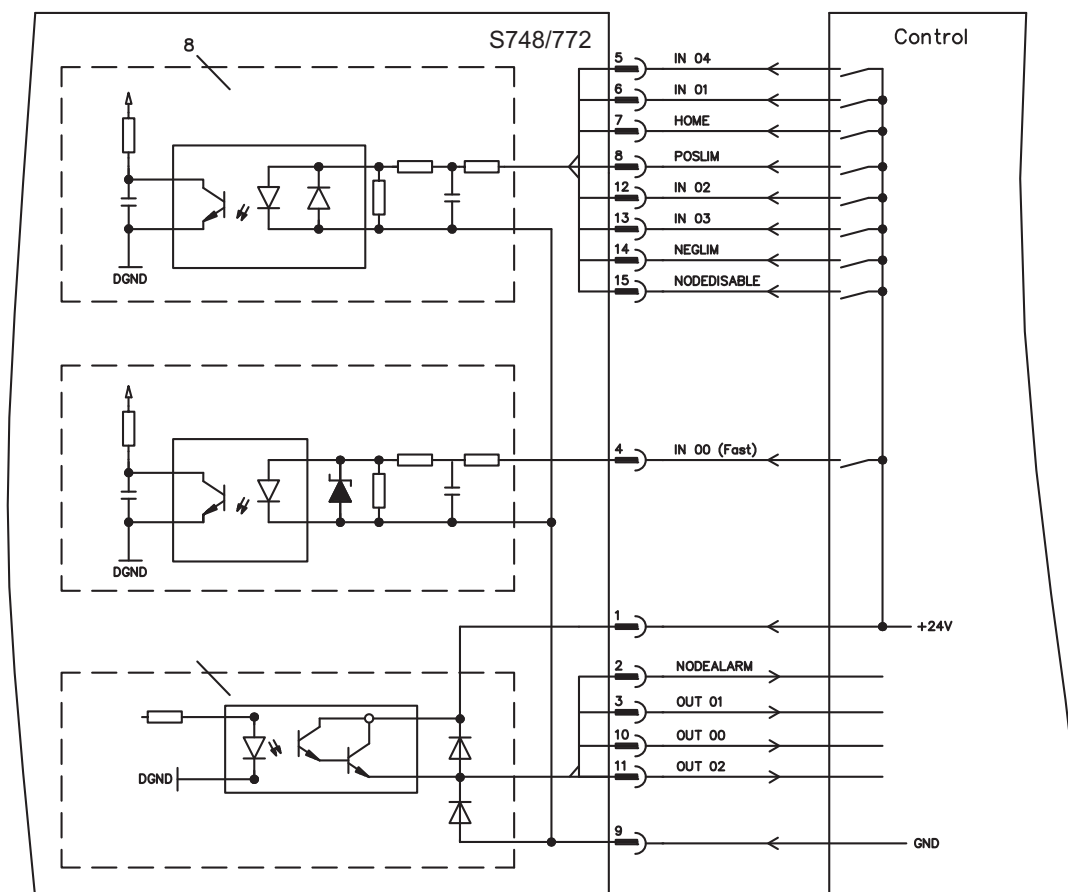 8
S748/772
Control
5 IN 04
6 IN 01
7 HOME
8 POSLIM
12 IN 02
13 IN 03
14 NEGLIM
15 NODEDISABLE
DGND
4 IN 00 (Fast)
DGND
1 +24V
2 NODEALARM
3 OUT 01
10 OUT 00
11 OUT 02
DGND
9 GND